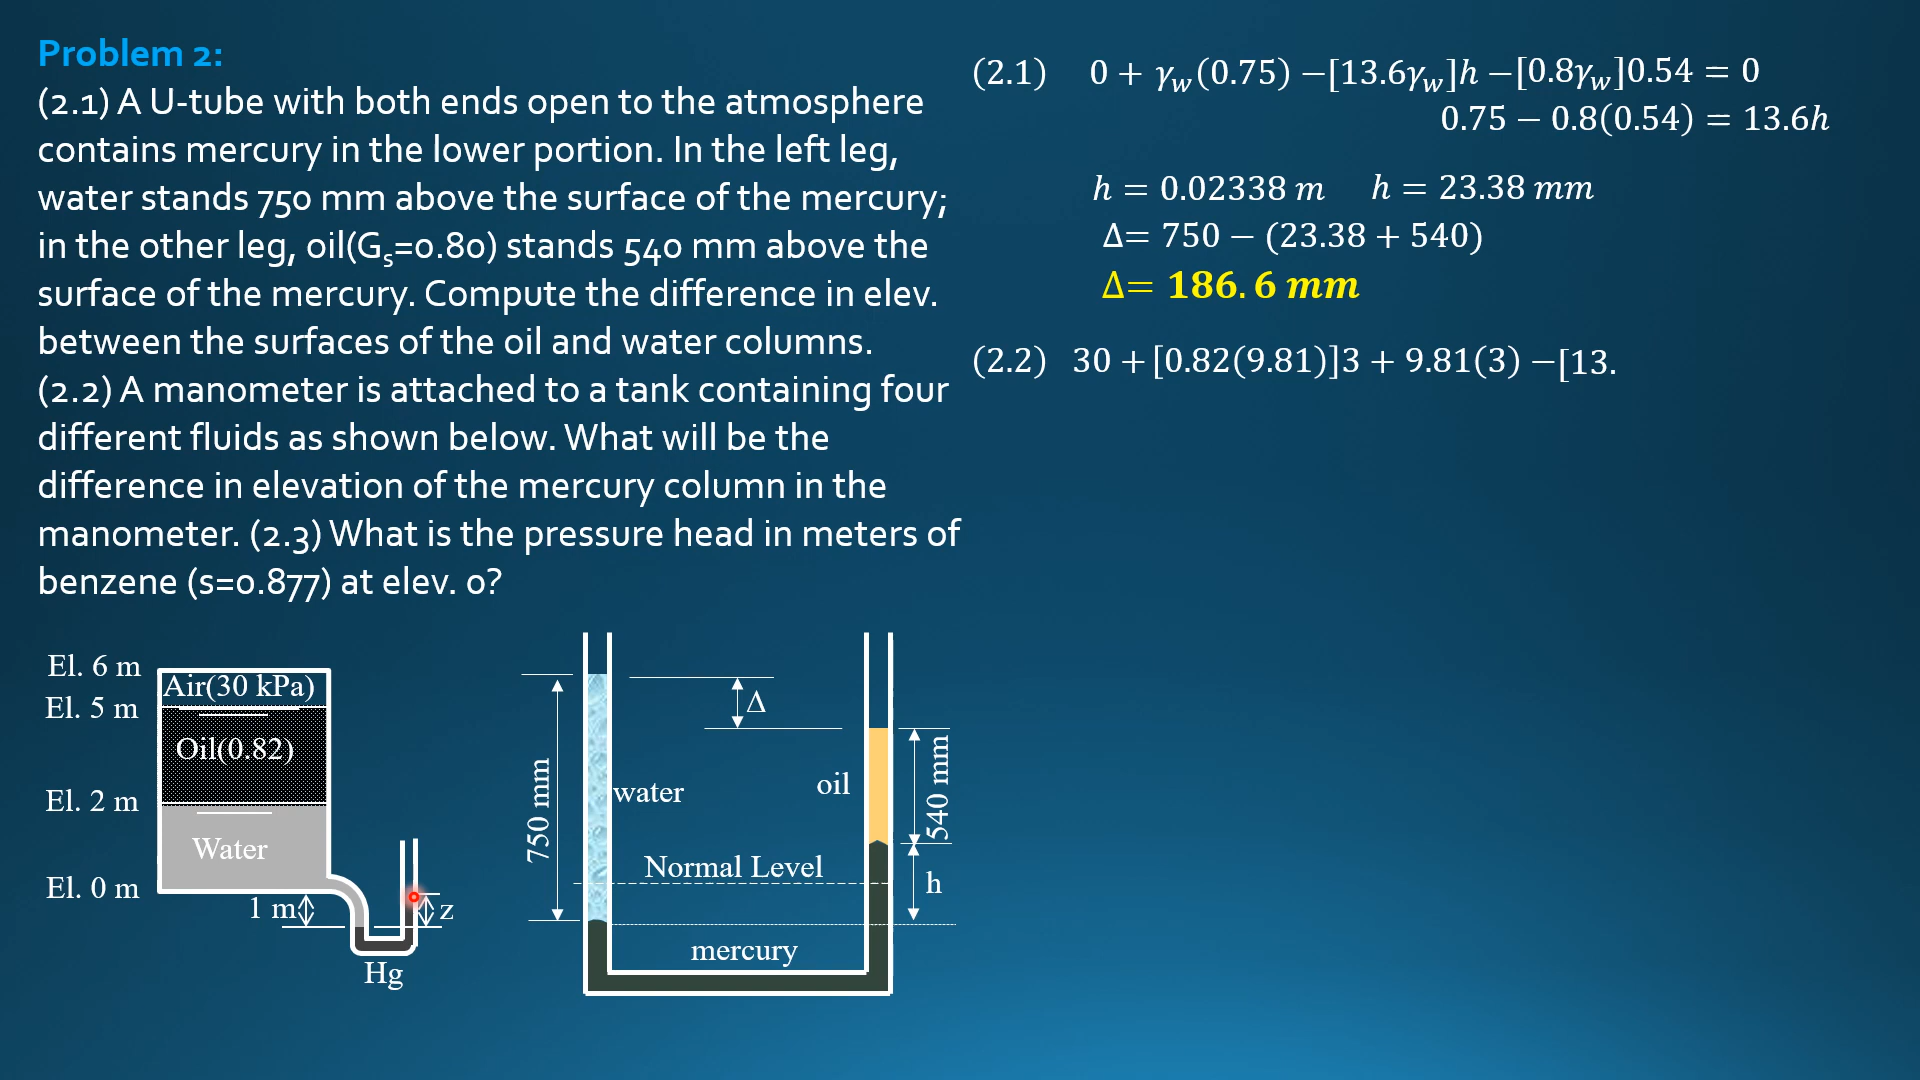 Problem 2:
(2.1) A U-tube with both ends open to the atmosphere
contains mercury in the lower portion. In the left leg,
water stands 750 mm above the surface of the mercury;
in the other leg, oil(Gₛ=0.80) stands 540 mm above the
surface of the mercury. Compute the difference in elev.
between the surfaces of the oil and water columns.
(2.2) A manometer is attached to a tank containing four
different fluids as shown below. What will be the
difference in elevation of the mercury column in the
manometer. (2.3) What is the pressure head in meters of
benzene (s=0.877) at elev. 0?
(2.1) 0 + γ_w(0.75) −[13.6γ_w]h −[0.8γ_w]0.54 = 0
0.75 − 0.8(0.54) = 13.6h
h = 0.02338 m h = 23.38 mm
Δ= 750 − (23.38 + 540)
Δ= 186.6 mm
(2.2) 30 +[0.82(9.81)]3 + 9.81(3) −[13.
El. 6 m
Air(30 kPa)
El. 5 m
Oil(0.82)
El. 2 m
Water
El. 0 m
1 m
z
Hg
Δ
750 mm
water
oil
540 mm
Normal Level
h
mercury